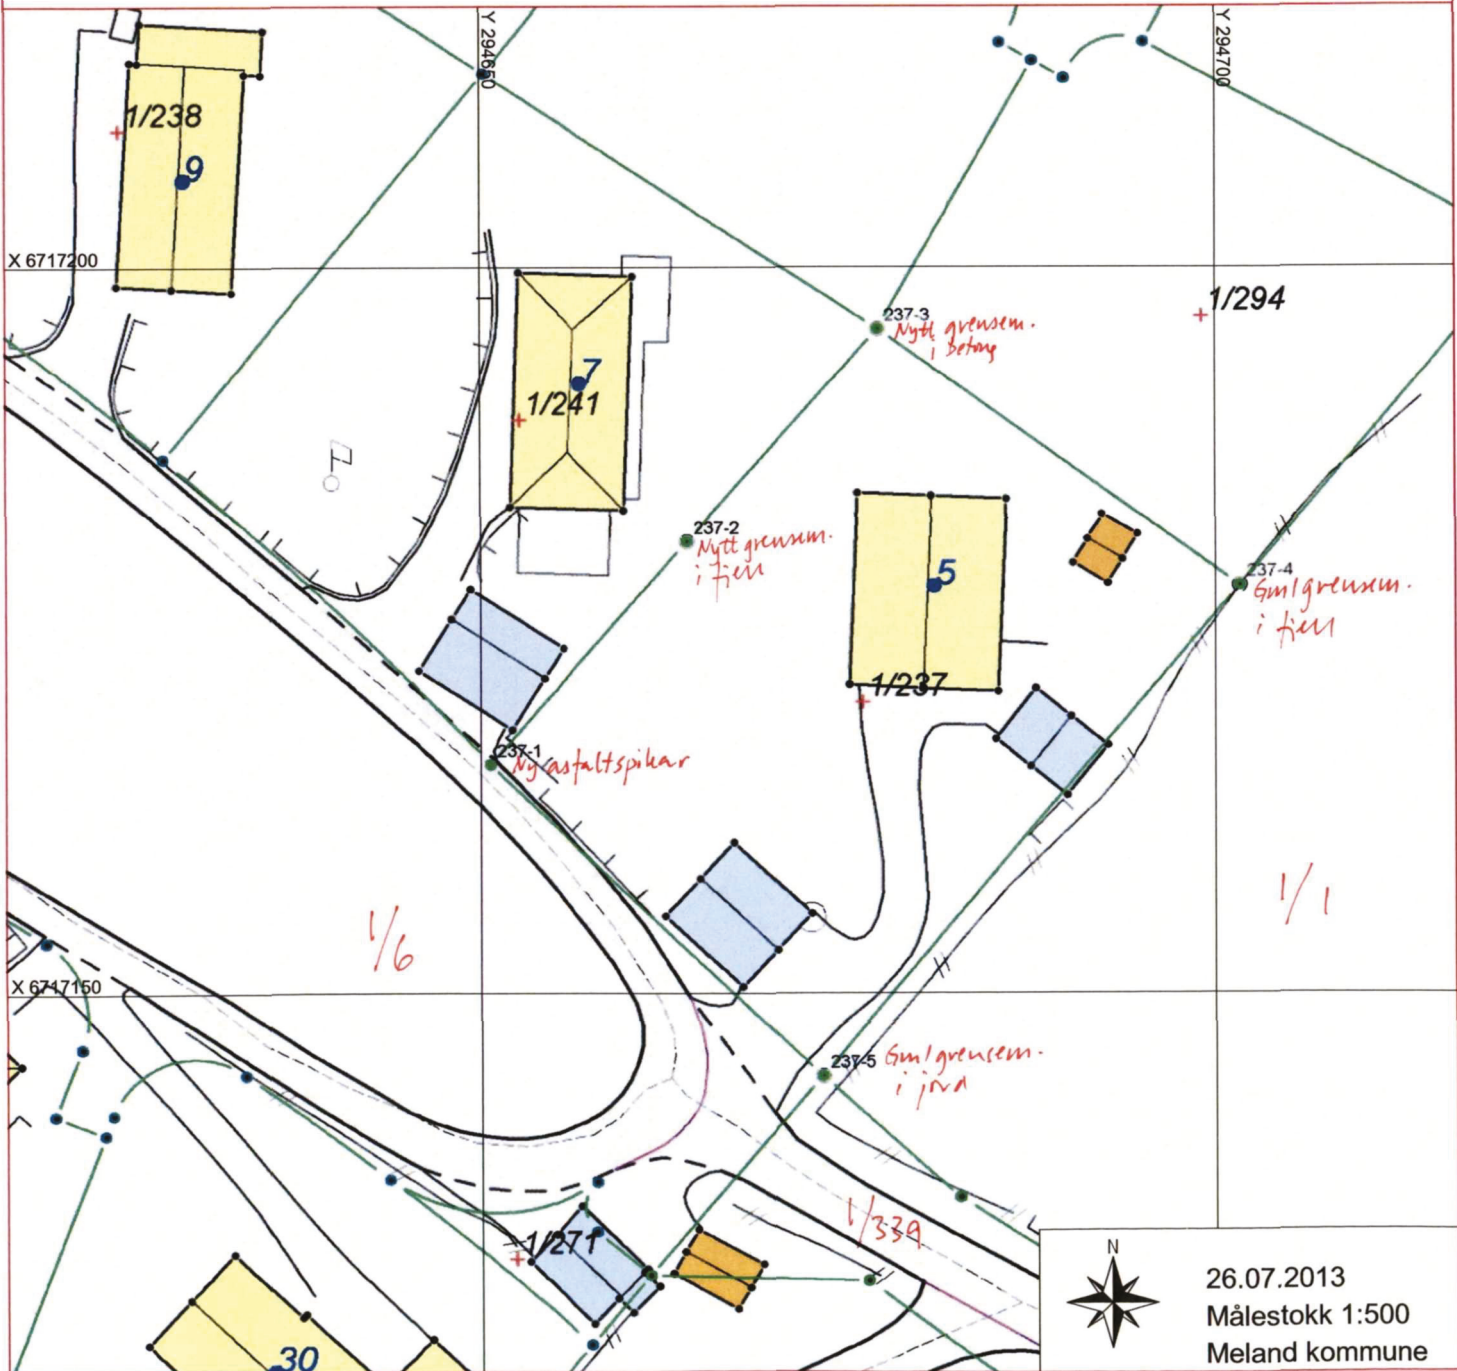 Y 294650
Y 294700
1/238
9
X 6717200
1/294
237-3
Nytt grensem.
i betong
7
1/241
237-2
Nytt grensem.
i fjell
5
237-4
Gml grensem.
i fjell
1/237
237-1
Ny asfaltspikar
1/1
1/6
X 6717150
237-5
Gml grensem.
i jord
1/339
1/271
30
N
26.07.2013
Målestokk 1:500
Meland kommune